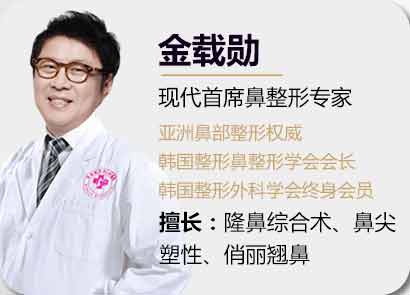 金载勋
现代首席鼻整形专家
亚洲鼻部整形权威
韩国整形鼻整形学会会长
韩国整形外科学会终身会员
擅长：隆鼻综合术、鼻尖
塑性、俏丽翘鼻